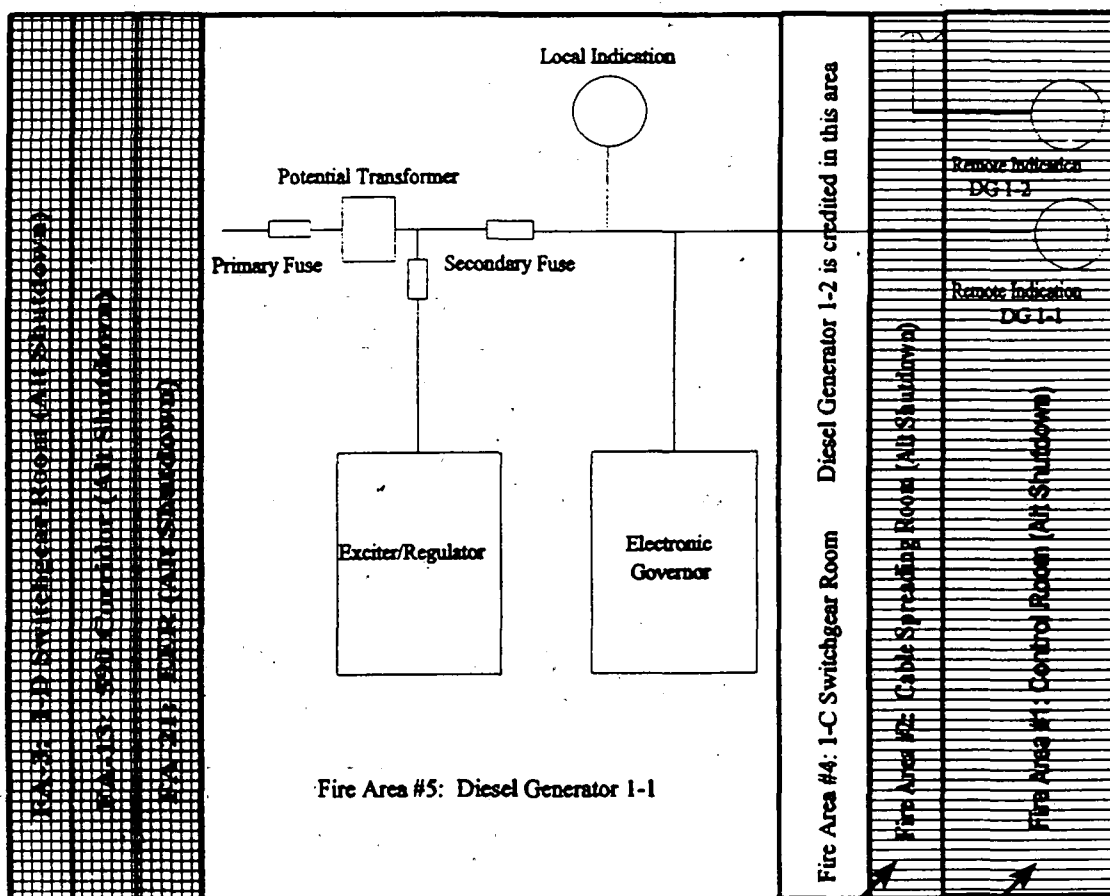 FA-3: 1-D Switchgear Room (Alt Shutdown)
FA-13: 590 Corridor (Alt Shutdown)
FA-21: EER (Alt Shutdown)
Local Indication
Potential Transformer
Primary Fuse
Secondary Fuse
Exciter/Regulator
Electronic
Governor
Fire Area #5: Diesel Generator 1-1
Fire Area #4: 1-C Switchgear Room Diesel Generator 1-2 is credited in this area
Fire Area #2: Cable Spreading Room (Alt Shutdown)
Remote Indication
DG 1-2
Remote Indication
DG 1-1
Fire Area #1: Control Room (Alt Shutdown)